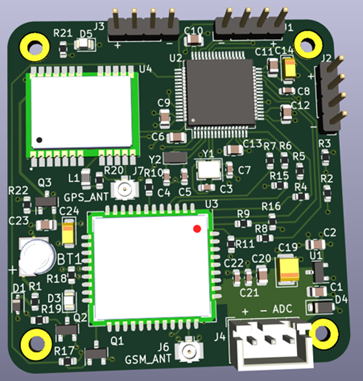 J3
R21
D5
+ -
C10
J1
+
U4
U2
C11
C14
J2
C8
C12
C9
C6
C13
Y2
Y1
C7
R7
R6
R5
R3
L1
R20
J7
R10
C4
C5
C3
R15
R4
R2
GPS_ANT
R22
Q3
C23
C24
U3
R16
R9
R8
R11
C2
+
BT1
C22
C20
C19
U1
R18
C21
C1
D1
R1
D3
D4
Q2
+ - ADC
J4
Q1
J6
GSM_ANT
R17